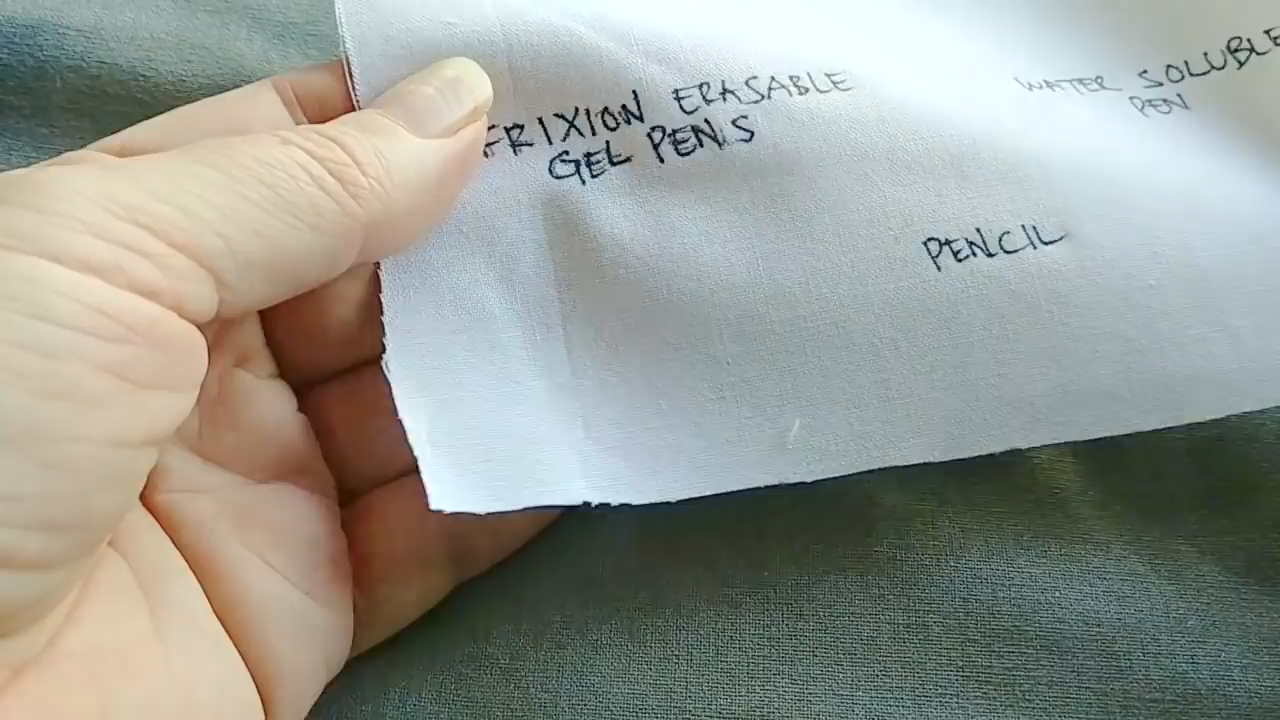 FRIXION ERASABLE
GEL PENS
WATER SOLUBLE
PEN
PENCIL